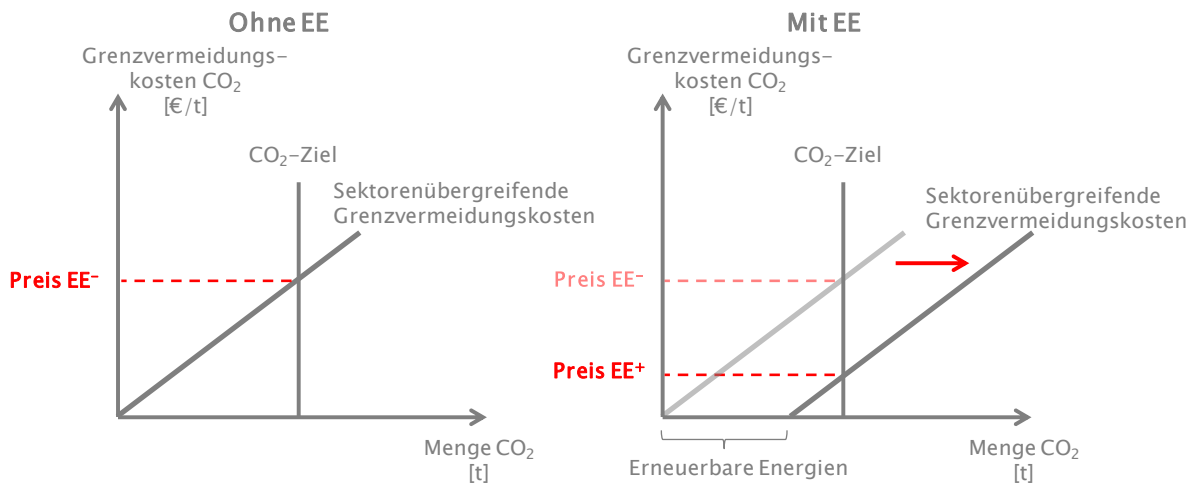 Ohne EE
Grenzvermeidungs-
kosten CO₂
[€/t]
CO₂-Ziel
Sektorenübergreifende
Grenzvermeidungskosten
Preis EE⁻
Menge CO₂
[t]
Mit EE
Grenzvermeidungs-
kosten CO₂
[€/t]
CO₂-Ziel
Sektorenübergreifende
Grenzvermeidungskosten
Preis EE⁻
Preis EE⁺
Menge CO₂
[t]
Erneuerbare Energien